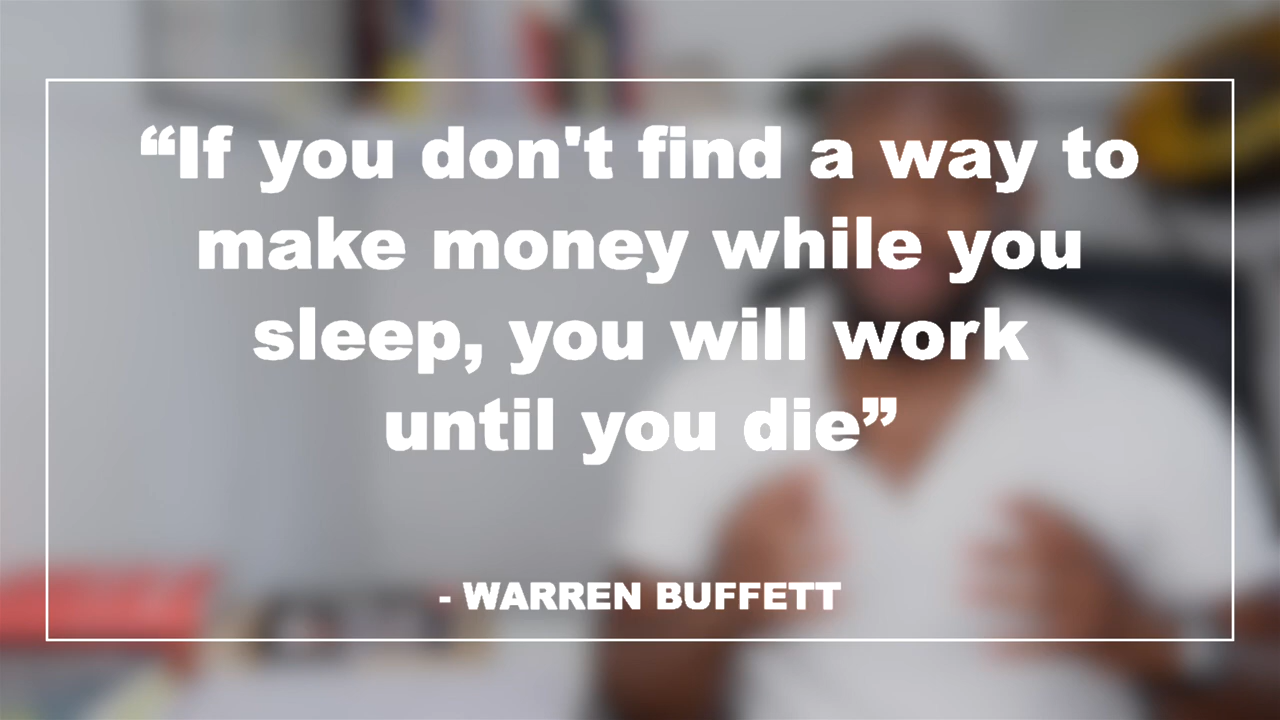 “If you don't find a way to
make money while you
sleep, you will work
until you die”
- WARREN BUFFETT